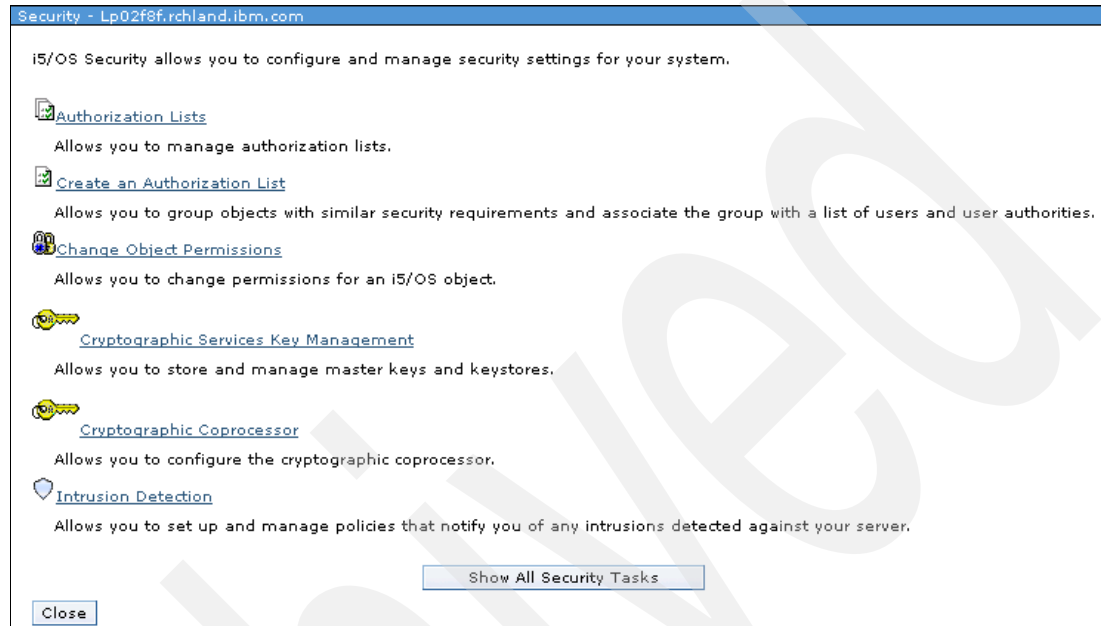 Security - Lp02f8f.rchland.ibm.com
i5/OS Security allows you to configure and manage security settings for your system.
Authorization Lists
Allows you to manage authorization lists.
Create an Authorization List
Allows you to group objects with similar security requirements and associate the group with a list of users and user authorities.
Change Object Permissions
Allows you to change permissions for an i5/OS object.
Cryptographic Services Key Management
Allows you to store and manage master keys and keystores.
Cryptographic Coprocessor
Allows you to configure the cryptographic coprocessor.
Intrusion Detection
Allows you to set up and manage policies that notify you of any intrusions detected against your server.
Show All Security Tasks
Close
hived